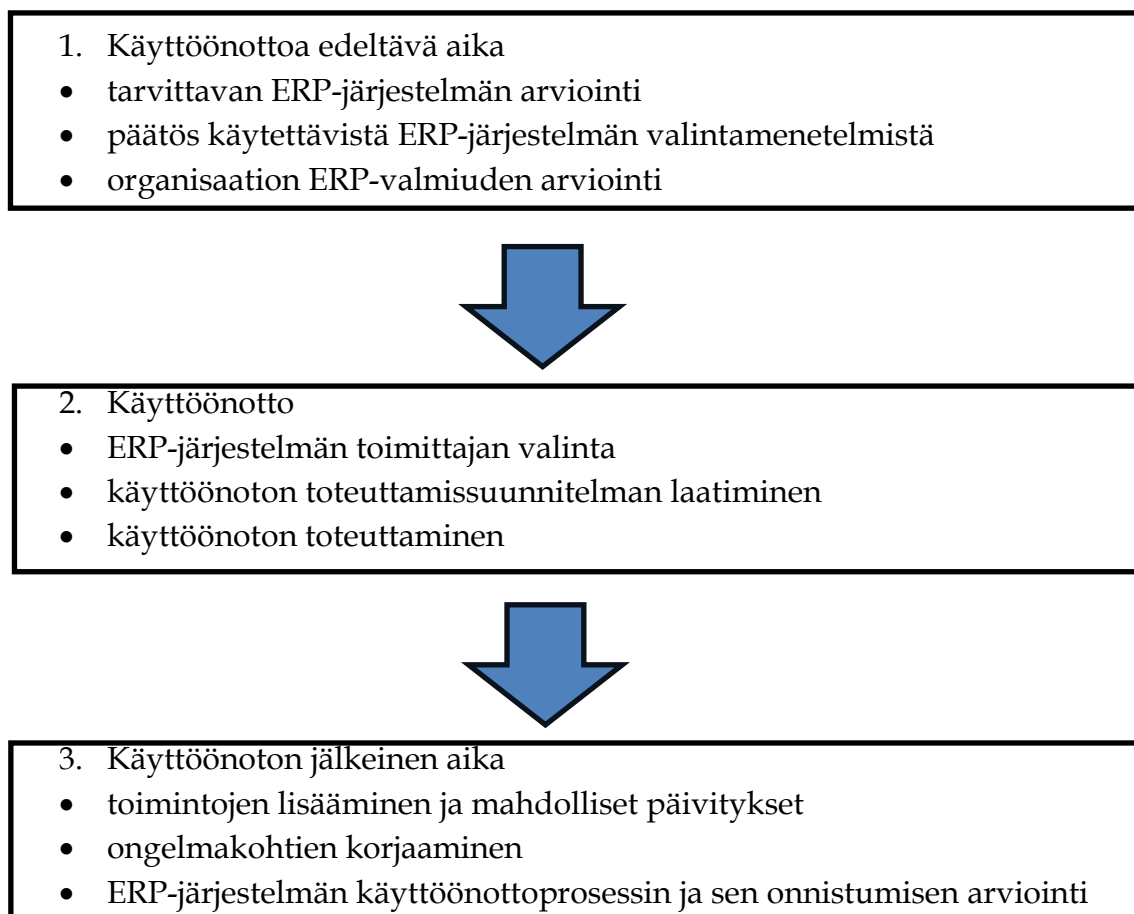 1. Käyttöönottoa edeltävä aika
• tarvittavan ERP-järjestelmän arviointi
• päätös käytettävistä ERP-järjestelmän valintamenetelmistä
• organisaation ERP-valmiuden arviointi
2. Käyttöönotto
• ERP-järjestelmän toimittajan valinta
• käyttöönoton toteuttamissuunnitelman laatiminen
• käyttöönoton toteuttaminen
3. Käyttöönoton jälkeinen aika
• toimintojen lisääminen ja mahdolliset päivitykset
• ongelmakohtien korjaaminen
• ERP-järjestelmän käyttöönottoprosessin ja sen onnistumisen arviointi